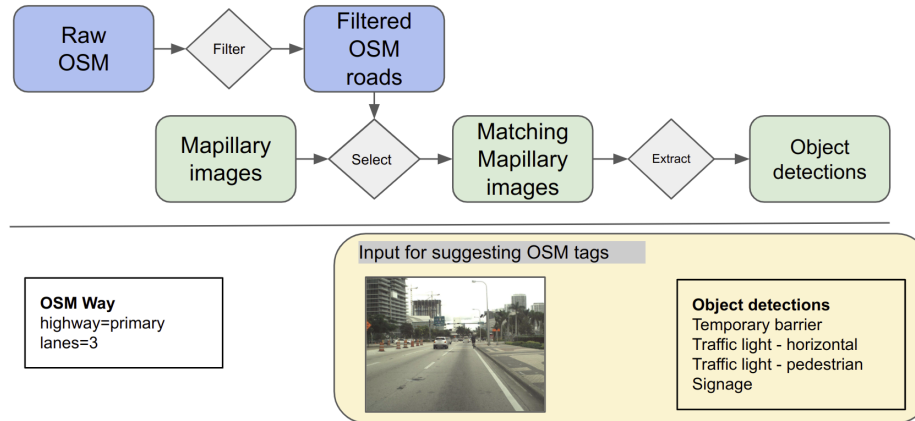 Raw
OSM
Filter
Filtered
OSM
roads
Mapillary
images
Select
Matching
Mapillary
images
Extract
Object
detections
Input for suggesting OSM tags
OSM Way
highway=primary
lanes=3
Object detections
Temporary barrier
Traffic light - horizontal
Traffic light - pedestrian
Signage